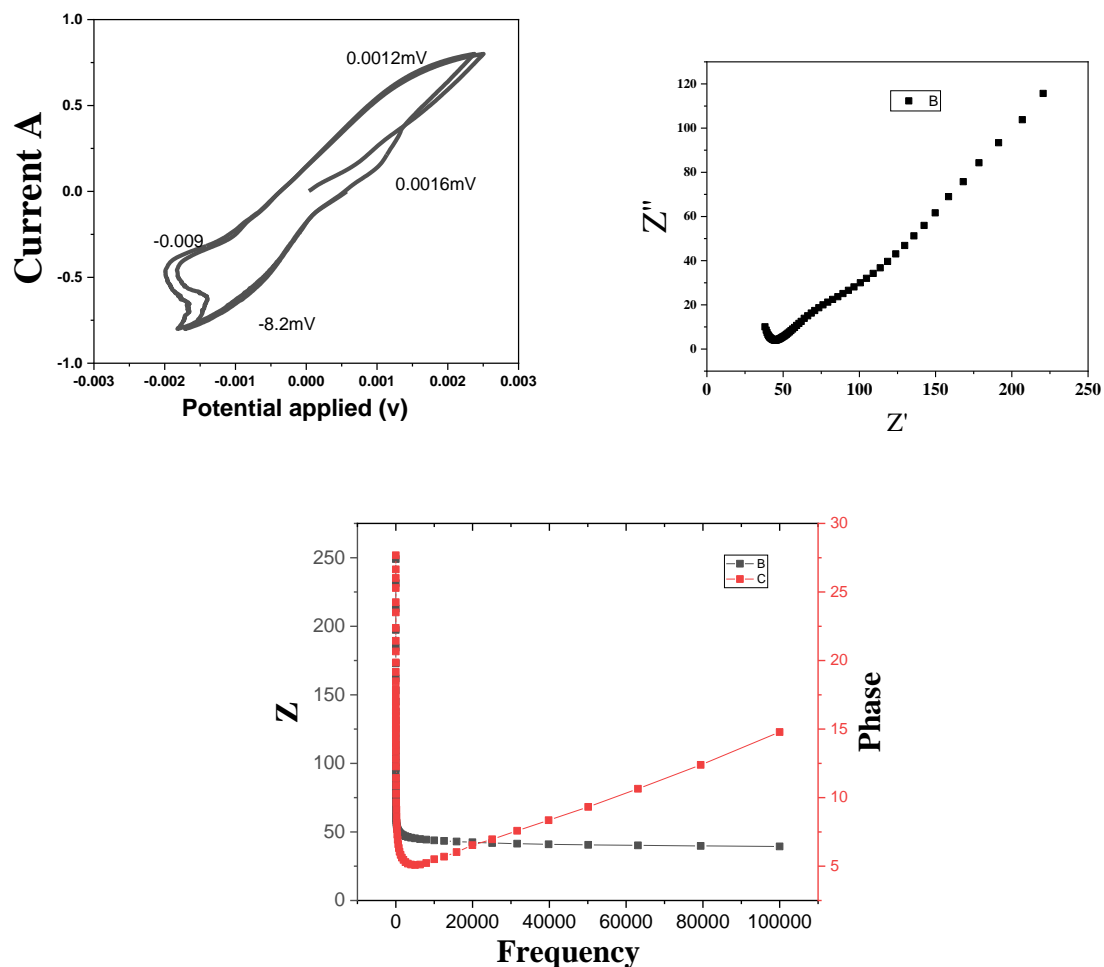 Current A
1.0
0.5
0.0
-0.5
-1.0
0.0012mV
0.0016mV
-0.009
-8.2mV
-0.003 -0.002 -0.001 0.000 0.001 0.002 0.003
Potential applied (v)
Z"
120
100
80
60
40
20
0
B
0 50 100 150 200 250
Z'
Z
250
200
150
100
50
0
B
C
30
25
20
15
10
5
Phase
0 20000 40000 60000 80000 100000
Frequency